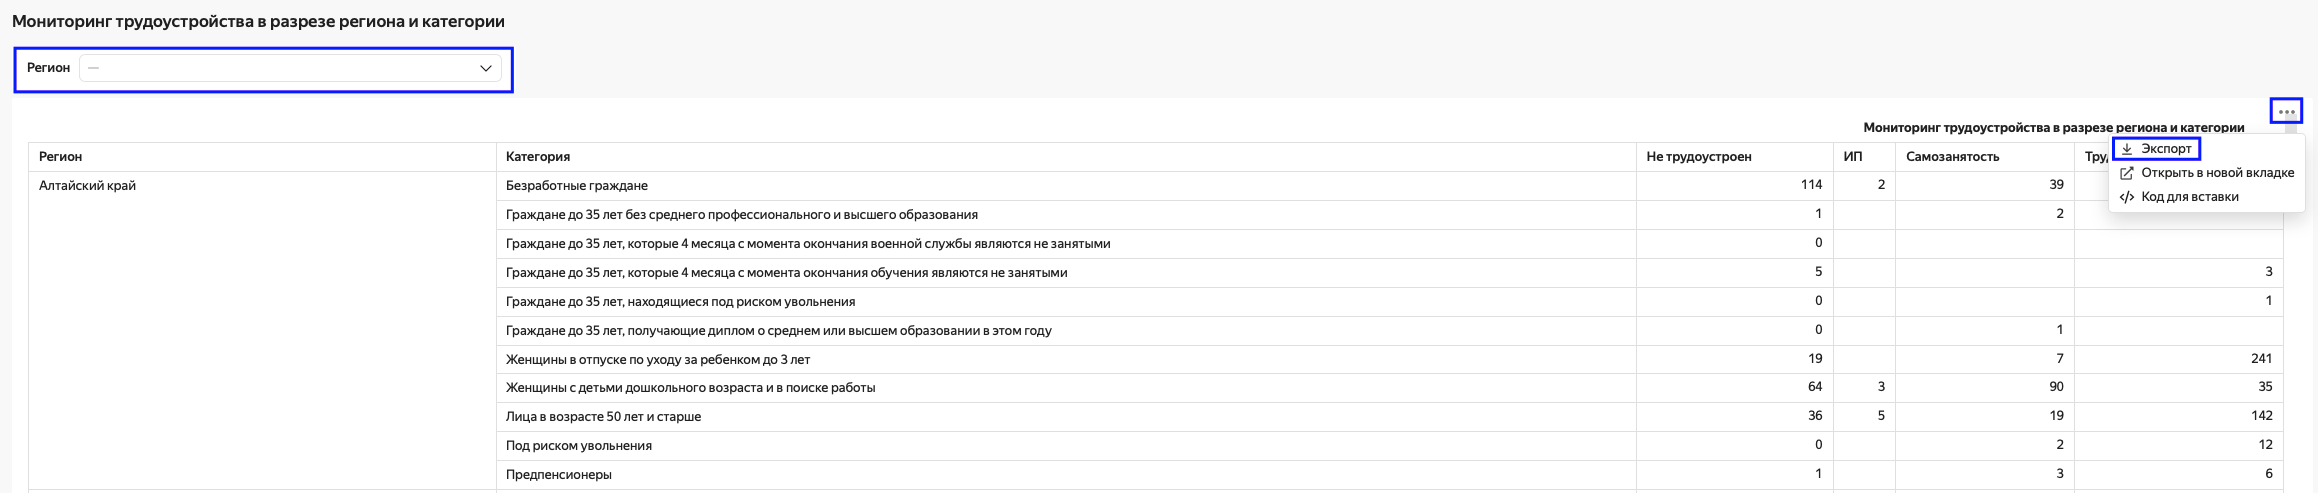 Мониторинг трудоустройства в разрезе региона и категории
Регион —
Мониторинг трудоустройства в разрезе региона и категории
Экспорт
Открыть в новой вкладке
Код для вставки
Регион Категория Не трудоустроен ИП Самозанятость
Алтайский край Безработные граждане 114 2 39
Граждане до 35 лет без среднего профессионального и высшего образования 1 2
Граждане до 35 лет, которые 4 месяца с момента окончания военной службы являются не занятыми 0
Граждане до 35 лет, которые 4 месяца с момента окончания обучения являются не занятыми 5 3
Граждане до 35 лет, находящиеся под риском увольнения 0 1
Граждане до 35 лет, получающие диплом о среднем или высшем образовании в этом году 0 1
Женщины в отпуске по уходу за ребенком до 3 лет 19 7 241
Женщины с детьми дошкольного возраста и в поиске работы 64 3 90 35
Лица в возрасте 50 лет и старше 36 5 19 142
Под риском увольнения 0 2 12
Предпенсионеры 1 3 6